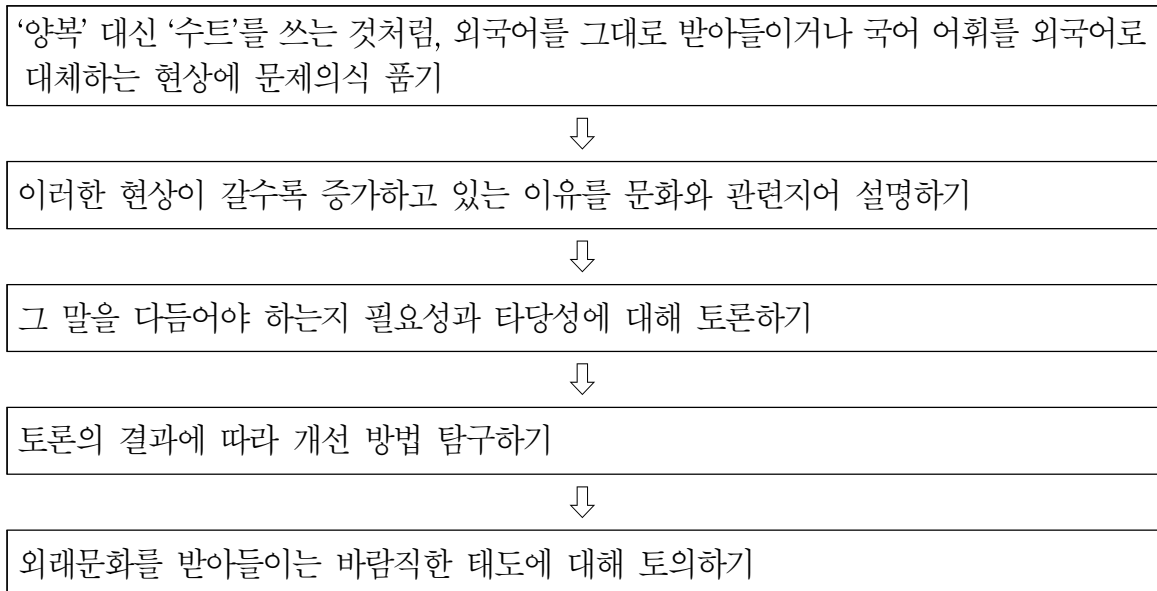 ‘양복’ 대신 ‘수트’를 쓰는 것처럼, 외국어를 그대로 받아들이거나 국어 어휘를 외국어로
대체하는 현상에 문제의식 품기
⇩
이러한 현상이 갈수록 증가하고 있는 이유를 문화와 관련지어 설명하기
⇩
그 말을 다듬어야 하는지 필요성과 타당성에 대해 토론하기
⇩
토론의 결과에 따라 개선 방법 탐구하기
⇩
외래문화를 받아들이는 바람직한 태도에 대해 토의하기